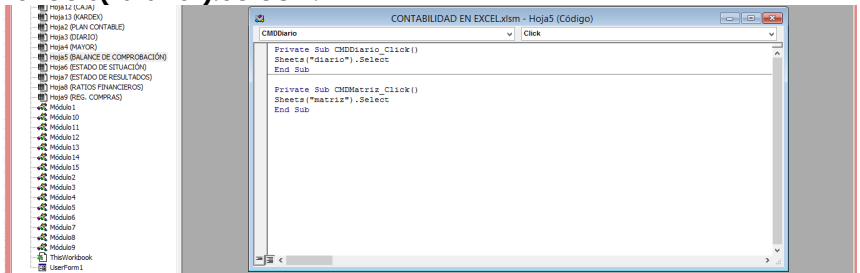 Hoja12 (CAJA)
Hoja13 (KARDEX)
Hoja2 (PLAN CONTABLE)
Hoja3 (DIARIO)
Hoja4 (MAYOR)
Hoja5 (BALANCE DE COMPROBACIÓN)
Hoja6 (ESTADO DE SITUACIÓN)
Hoja7 (ESTADO DE RESULTADOS)
Hoja8 (RATIOS FINANCIEROS)
Hoja9 (REG. COMPRAS)
Módulo1
Módulo10
Módulo11
Módulo12
Módulo13
Módulo14
Módulo15
Módulo2
Módulo3
Módulo4
Módulo5
Módulo6
Módulo7
Módulo8
Módulo9
ThisWorkbook
UserForm1
CONTABILIDAD EN EXCEL.xlsm - Hoja5 (Código)
CMDDiario
Click
Private Sub CMDDiario_Click()
Sheets("diario").Select
End Sub
Private Sub CMDMatriz_Click()
Sheets("matriz").Select
End Sub